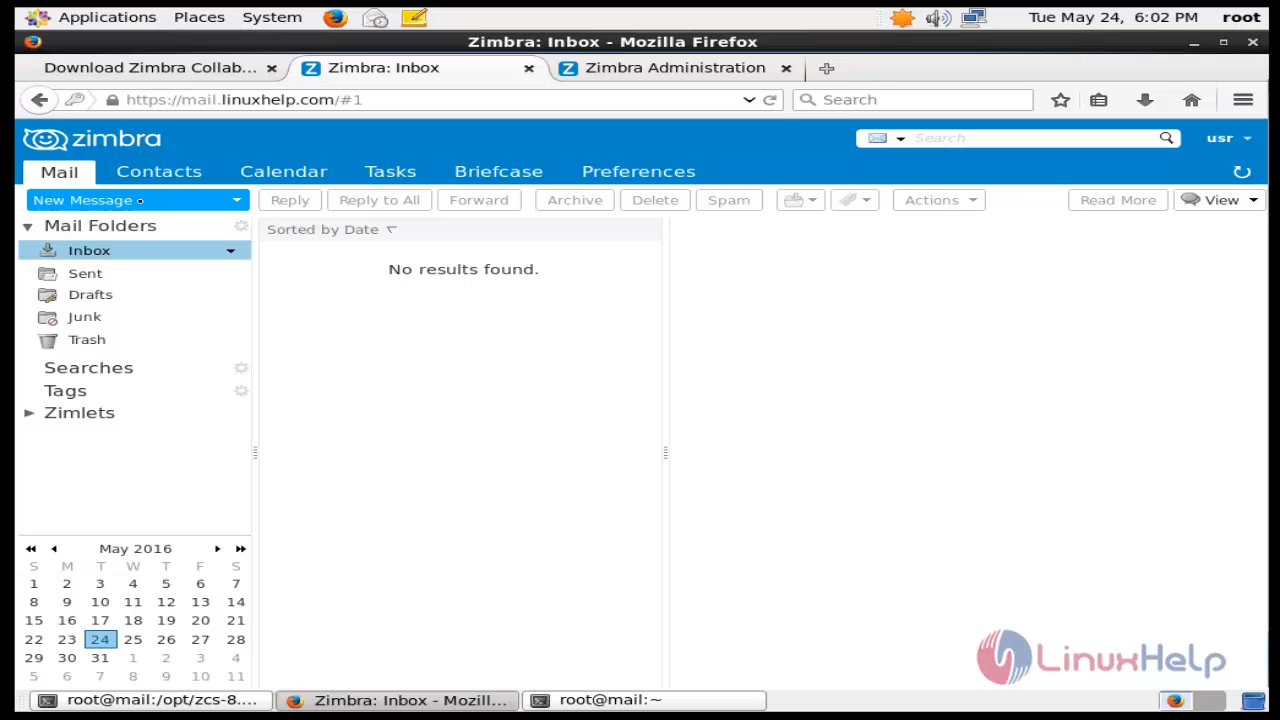 Applications Places System Tue May 24, 6:02 PM root
Zimbra: Inbox - Mozilla Firefox
Download Zimbra Collab... Zimbra: Inbox Zimbra Administration
https://mail.linuxhelp.com/#1 Search
zimbra Search usr
Mail Contacts Calendar Tasks Briefcase Preferences
New Message Reply Reply to All Forward Archive Delete Spam Actions Read More View
Mail Folders
Sorted by Date
Inbox
No results found.
Sent
Drafts
Junk
Trash
Searches
Tags
Zimlets
May 2016
S M T W T F S
1 2 3 4 5 6 7
8 9 10 11 12 13 14
15 16 17 18 19 20 21
22 23 24 25 26 27 28
29 30 31 1 2 3 4
5 6 7 8 9 10 11
LinuxHelp
root@mail:/opt/zcs-8.... Zimbra: Inbox - Mozill... root@mail:~